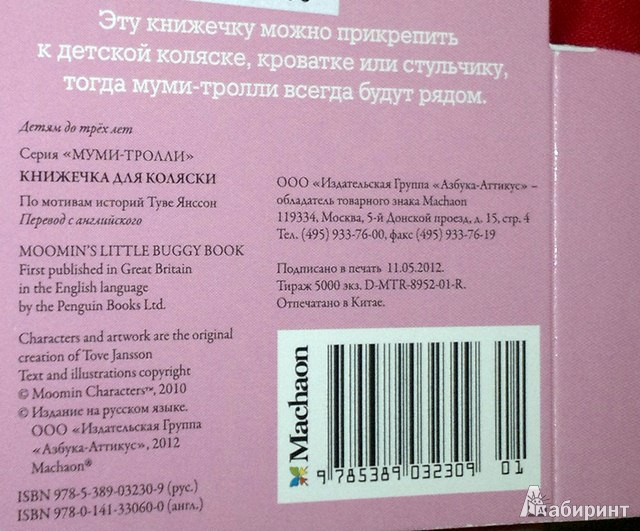 Эту книжечку можно прикрепить
к детской коляске, кроватке или стульчику,
тогда муми-тролли всегда будут рядом.
Детям до трёх лет
Серия «МУМИ-ТРОЛЛИ»
КНИЖЕЧКА ДЛЯ КОЛЯСКИ
По мотивам историй Туве Янссон
Перевод с английского
MOOMIN'S LITTLE BUGGY BOOK
First published in Great Britain
in the English language
by the Penguin Books Ltd.
Characters and artwork are the original
creation of Tove Jansson
Text and illustrations copyright
© Moomin Characters™, 2010
© Издание на русском языке.
ООО «Издательская Группа
«Азбука-Аттикус», 2012
Machaon®
ISBN 978-5-389-03230-9 (рус.)
ISBN 978-0-141-33060-0 (англ.)
ООО «Издательская Группа «Азбука-Аттикус» –
обладатель товарного знака Machaon
119334, Москва, 5-й Донской проезд, д. 15, стр. 4
Тел. (495) 933-76-00, факс (495) 933-76-19
Подписано в печать 11.05.2012.
Тираж 5000 экз. D-MTR-8952-01-R.
Отпечатано в Китае.
Machaon
9 785389 032309 01
Лабиринт